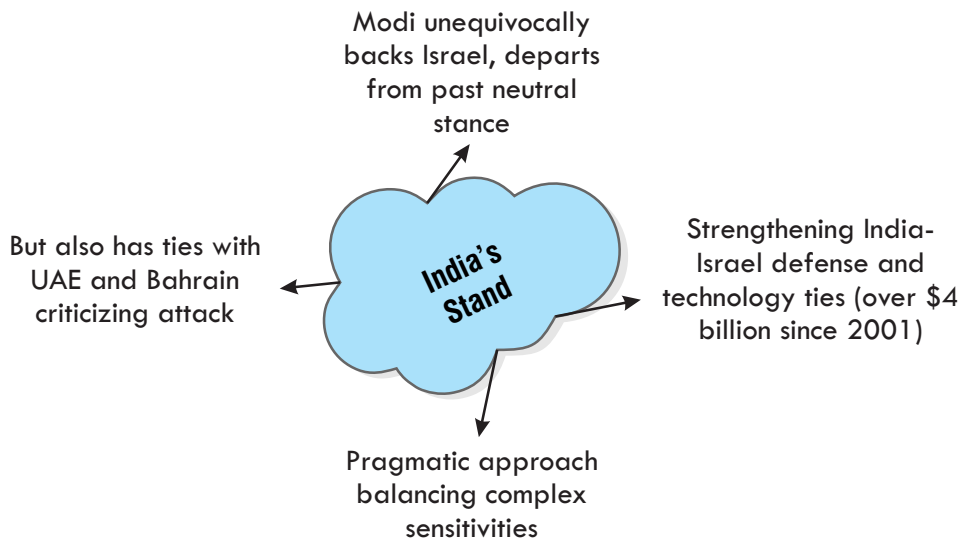 Modi unequivocally
backs Israel, departs
from past neutral
stance
But also has ties with
UAE and Bahrain
criticizing attack
India's
Stand
Strengthening India-
Israel defense and
technology ties (over $4
billion since 2001)
Pragmatic approach
balancing complex
sensitivities